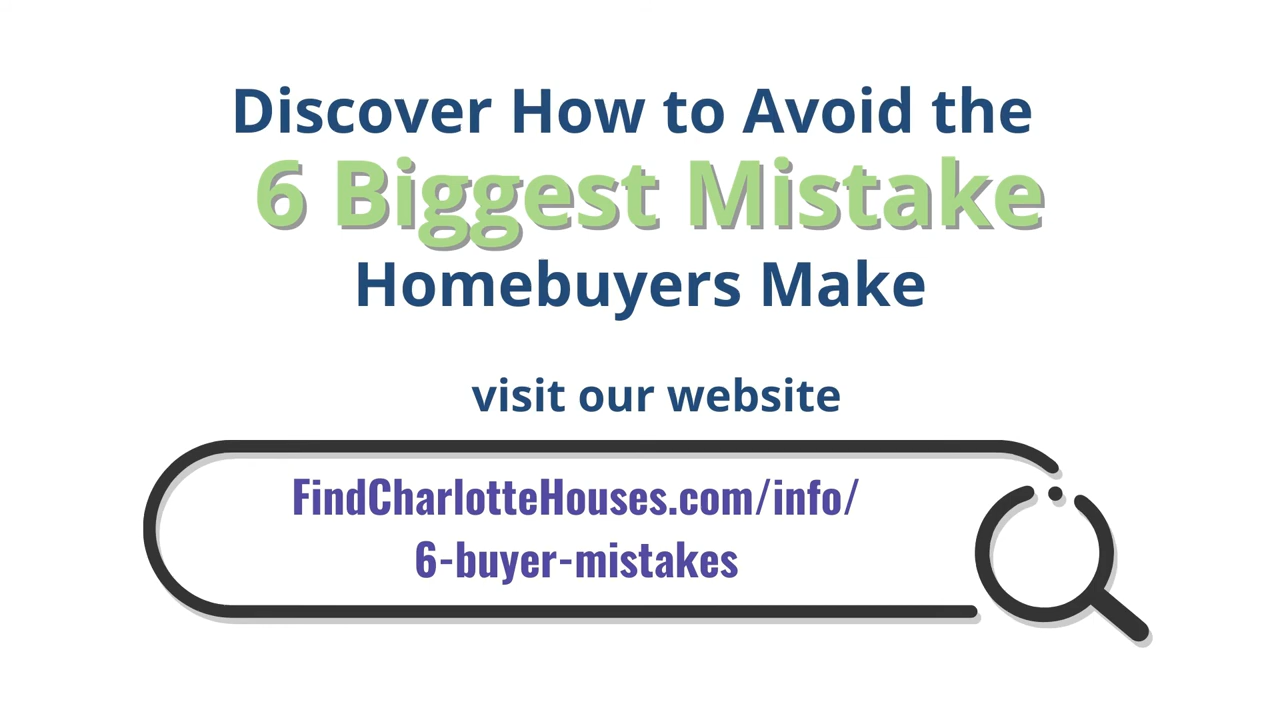 Discover How to Avoid the
6 Biggest Mistake
Homebuyers Make
visit our website
FindCharlotteHouses.com/info/
6-buyer-mistakes